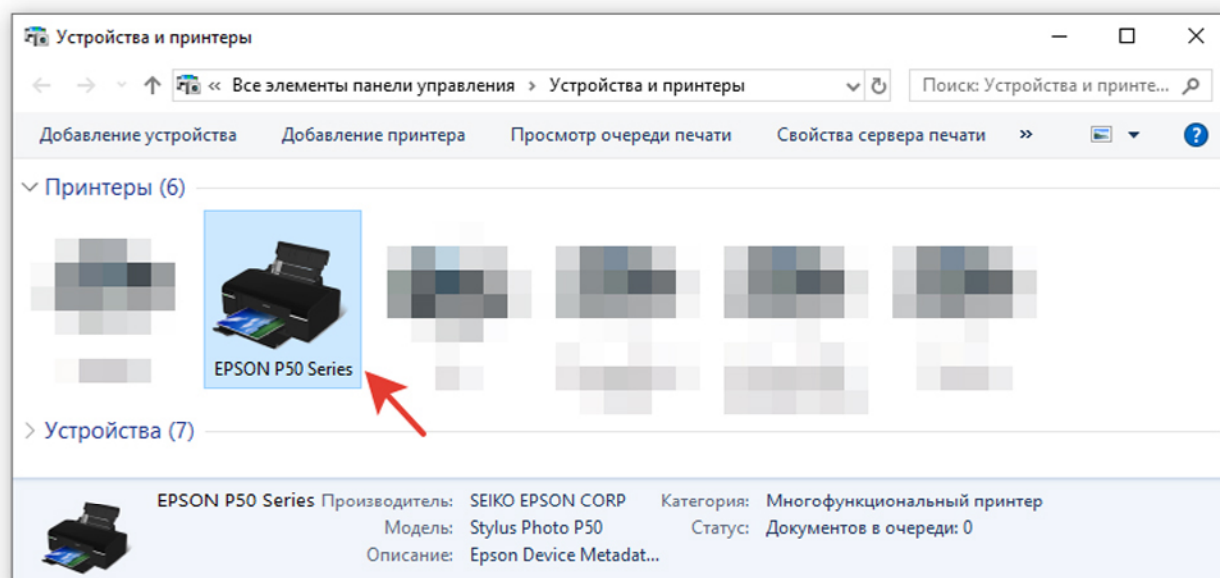 Устройства и принтеры
« Все элементы панели управления › Устройства и принтеры
Поиск: Устройства и принте...
Добавление устройства Добавление принтера Просмотр очереди печати Свойства сервера печати »
Принтеры (6)
EPSON P50 Series
Устройства (7)
EPSON P50 Series Производитель: SEIKO EPSON CORP Категория: Многофункциональный принтер
Модель: Stylus Photo P50 Статус: Документов в очереди: 0
Описание: Epson Device Metadat...